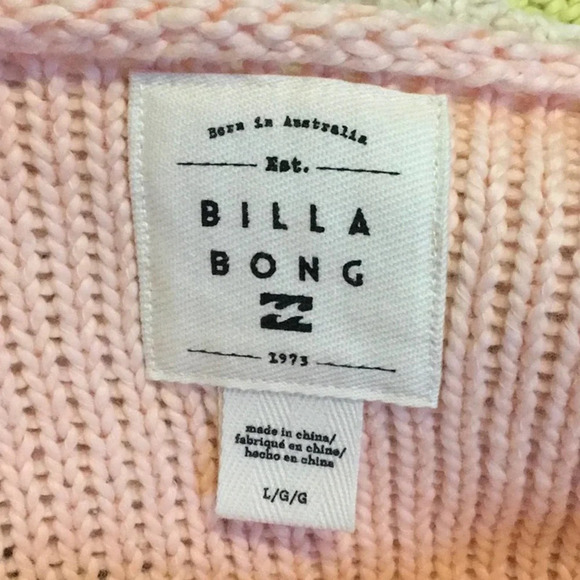 Born in Australia
Est.
BILLA
BONG
1973
made in china/
fabriqué en chine/
hecho en china
L/G/G